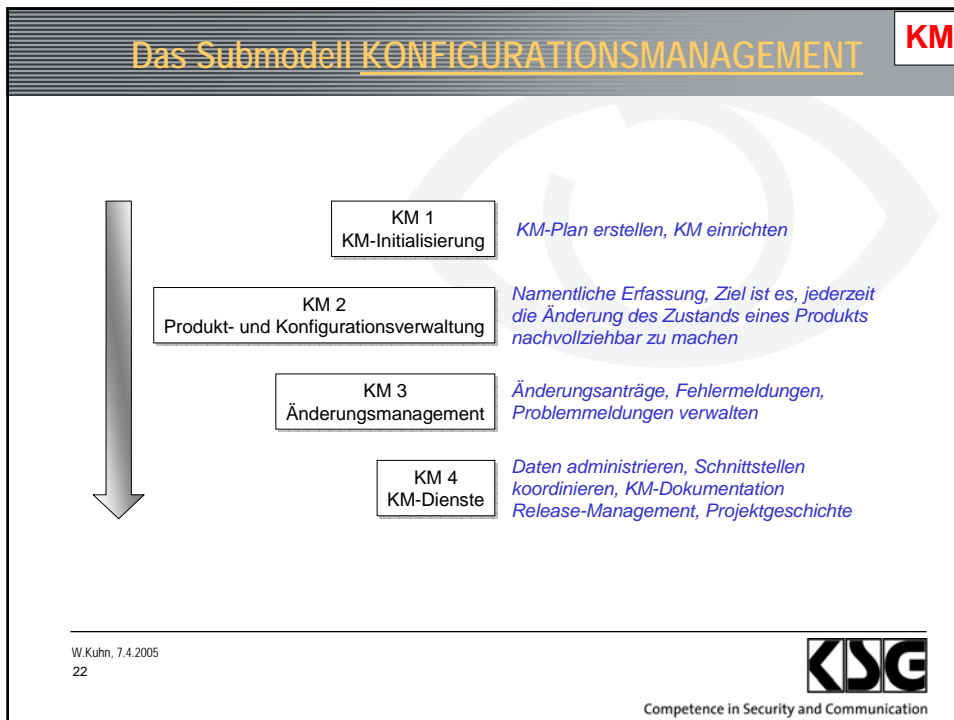 Das Submodell KONFIGURATIONSMANAGEMENT
KM
KM 1
KM-Initialisierung
KM-Plan erstellen, KM einrichten
KM 2
Produkt- und Konfigurationsverwaltung
Namentliche Erfassung, Ziel ist es, jederzeit
die Änderung des Zustands eines Produkts
nachvollziehbar zu machen
KM 3
Änderungsmanagement
Änderungsanträge, Fehlermeldungen,
Problemmeldungen verwalten
KM 4
KM-Dienste
Daten administrieren, Schnittstellen
koordinieren, KM-Dokumentation
Release-Management, Projektgeschichte
W.Kuhn, 7.4.2005
22
KSG
Competence in Security and Communication